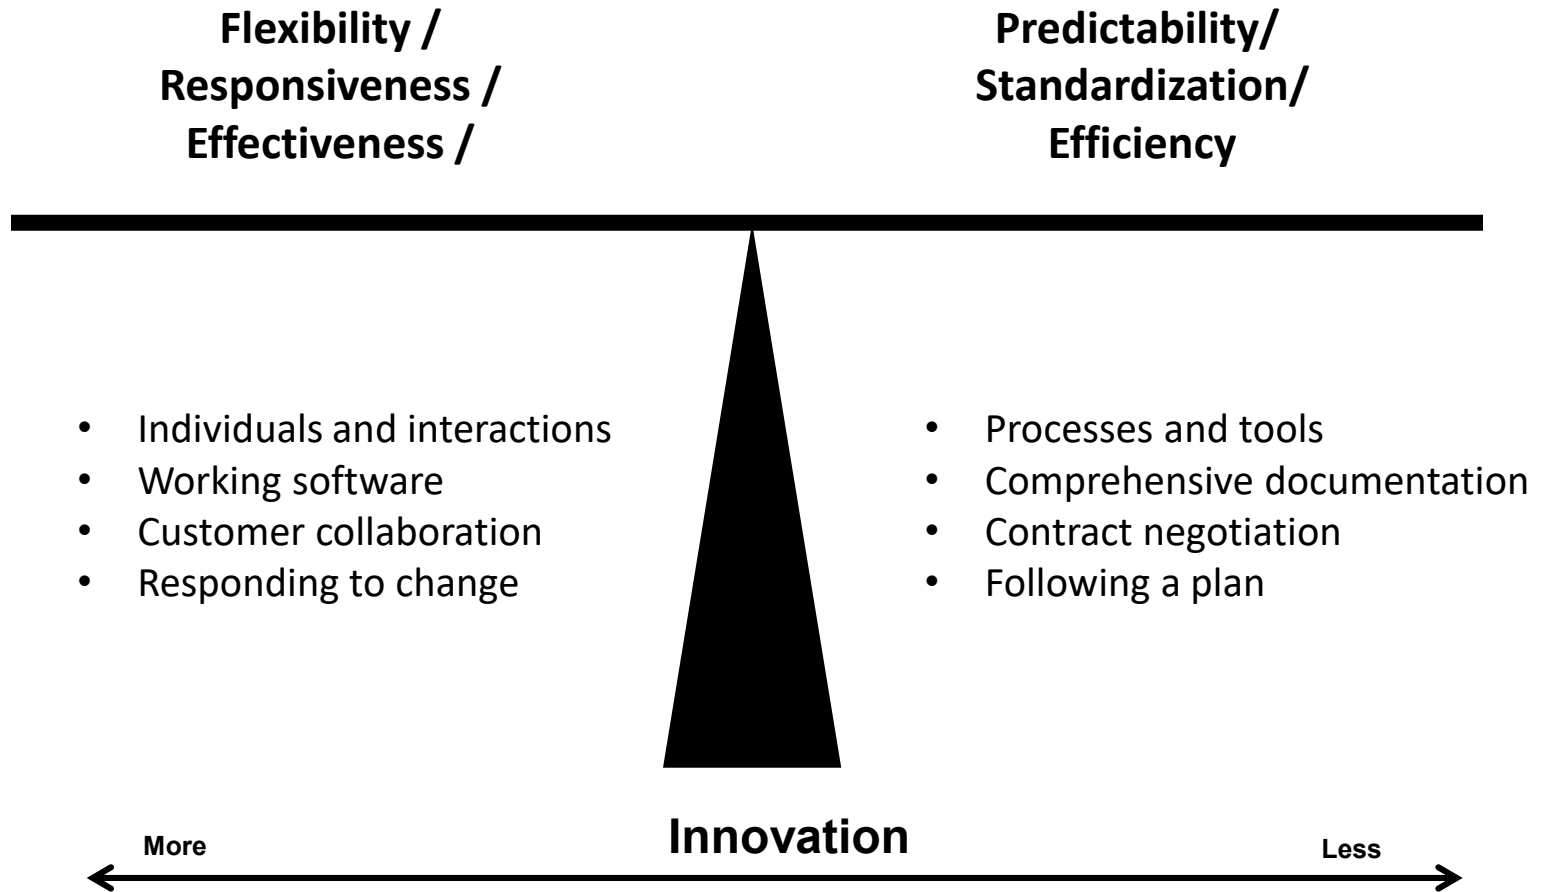 Flexibility /
Responsiveness /
Effectiveness /
Predictability/
Standardization/
Efficiency
• Individuals and interactions
• Working software
• Customer collaboration
• Responding to change
• Processes and tools
• Comprehensive documentation
• Contract negotiation
• Following a plan
Innovation
More
Less